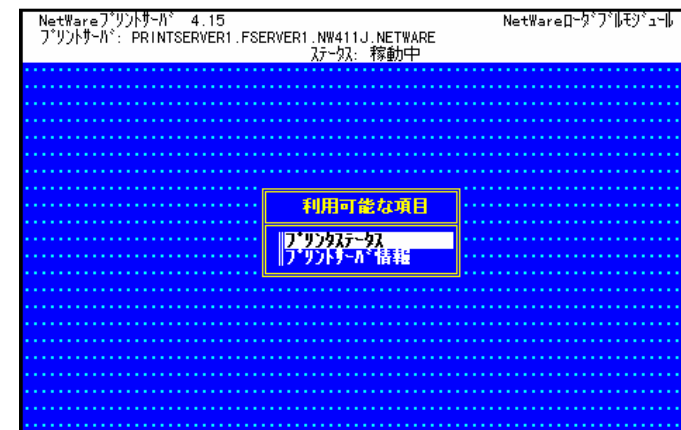 NetWareﾌﾟﾘﾝﾄｻｰﾊﾞ 4.15 NetWareﾛｰﾀﾞﾌﾞﾙﾓｼﾞｭｰﾙ
ﾌﾟﾘﾝﾄｻｰﾊﾞ: PRINTSERVER1.FSERVER1.NW411J.NETWARE
ｽﾃｰﾀｽ: 稼動中
利用可能な項目
ﾌﾟﾘﾝﾀｽﾃｰﾀｽ
ﾌﾟﾘﾝﾄｻｰﾊﾞ情報